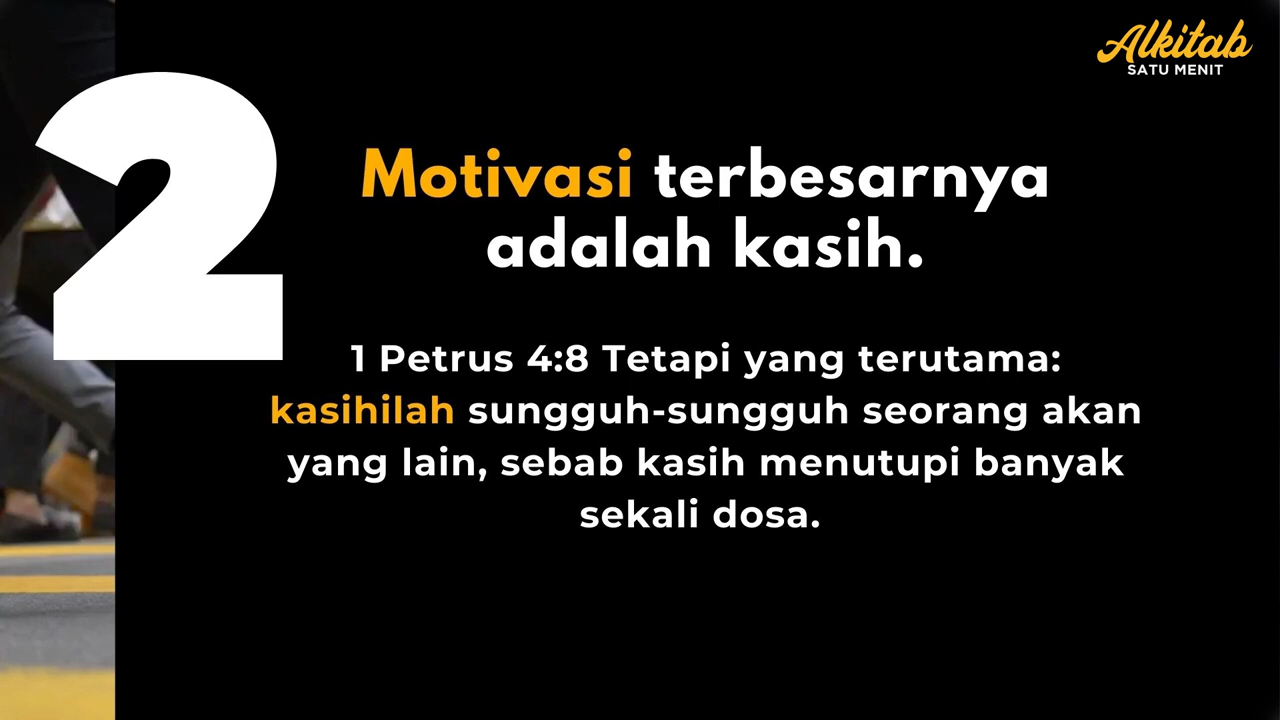 Alkitab
SATU MENIT
2
Motivasi terbesarnya
adalah kasih.
1 Petrus 4:8 Tetapi yang terutama:
kasihilah sungguh-sungguh seorang akan
yang lain, sebab kasih menutupi banyak
sekali dosa.